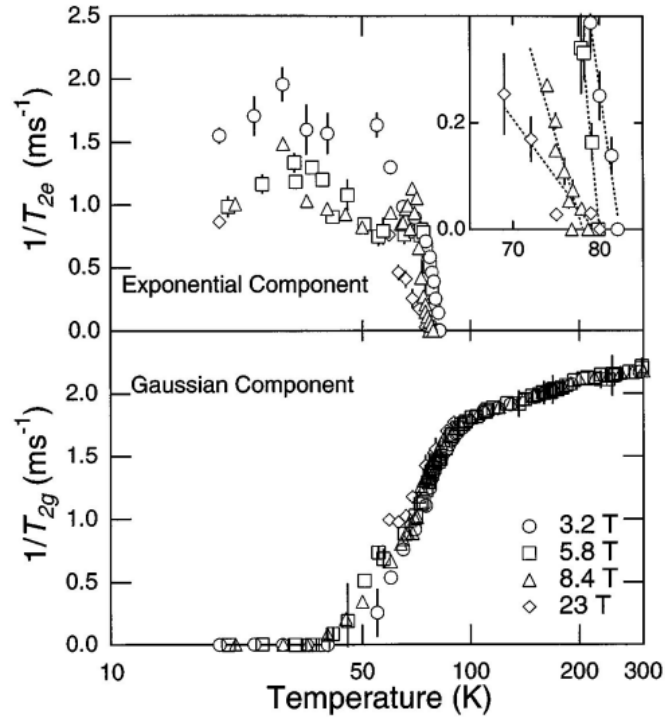 2.5
2.0
1.5
1.0
0.5
0.0
1/T2e (ms-1)
Exponential Component
0.2
0.0
70
80
2.0
1.5
1.0
0.5
0.0
1/T2g (ms-1)
Gaussian Component
3.2 T
5.8 T
8.4 T
23 T
10
50
100
200
300
Temperature (K)